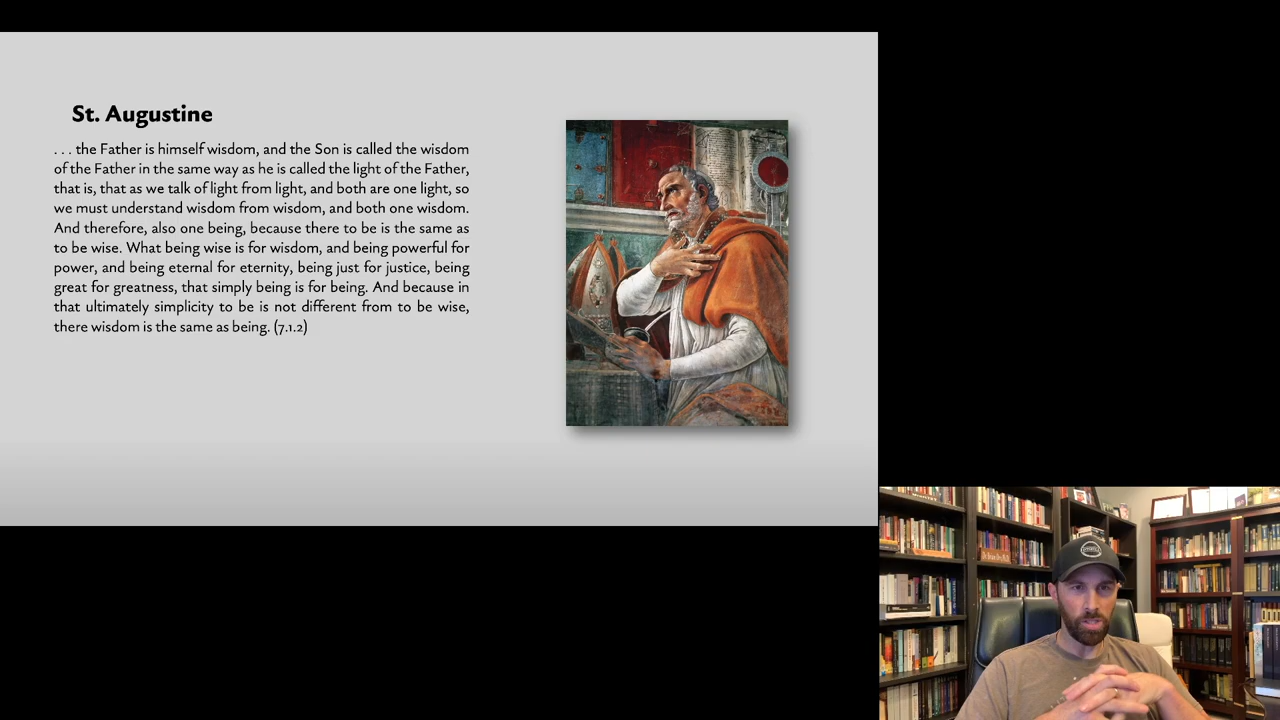 St. Augustine
. . . the Father is himself wisdom, and the Son is called the wisdom
of the Father in the same way as he is called the light of the Father,
that is, that as we talk of light from light, and both are one light, so
we must understand wisdom from wisdom, and both one wisdom.
And therefore, also one being, because there to be is the same as
to be wise. What being wise is for wisdom, and being powerful for
power, and being eternal for eternity, being just for justice, being
great for greatness, that simply being is for being. And because in
that ultimately simplicity to be is not different from to be wise,
there wisdom is the same as being. (7.1.2)